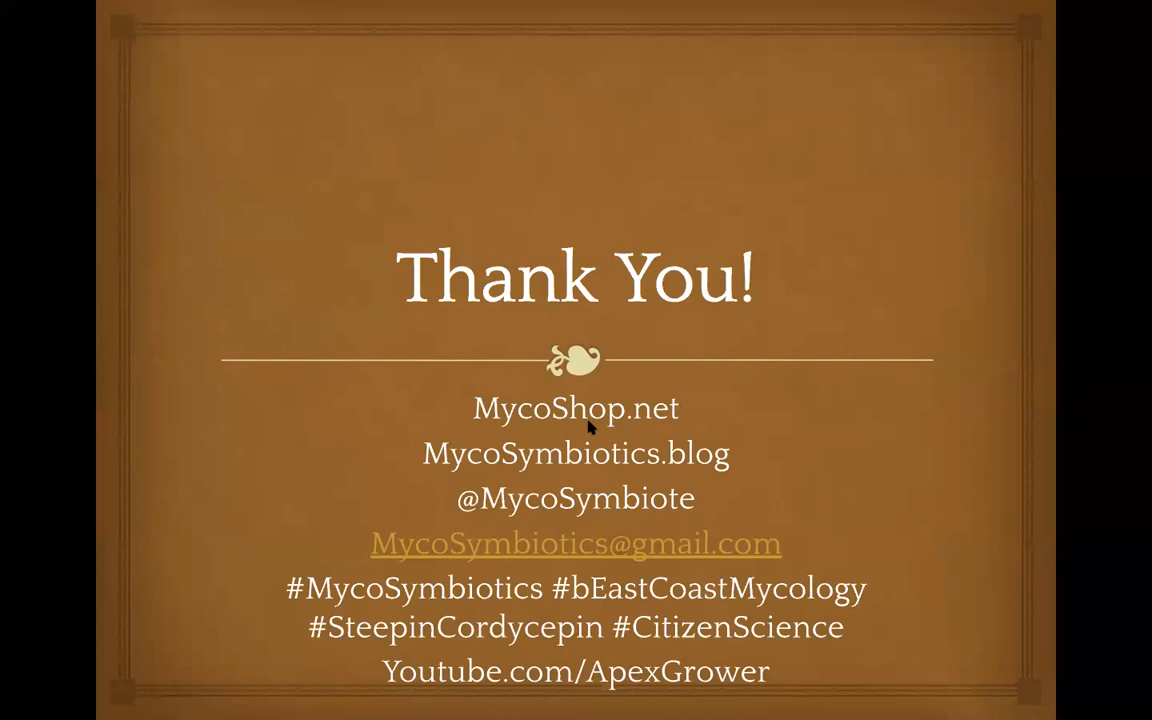 Thank You!
MycoShop.net
MycoSymbiotics.blog
@MycoSymbiote
MycoSymbiotics@gmail.com
#MycoSymbiotics #bEastCoastMycology
#SteepinCordycepin #CitizenScience
Youtube.com/ApexGrower